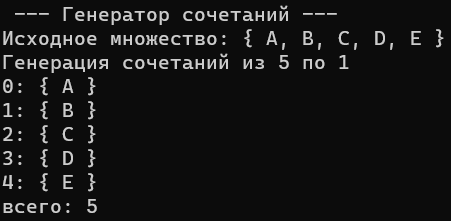 --- Генератор сочетаний ---
Исходное множество: { A, B, C, D, E }
Генерация сочетаний из 5 по 1
0: { A }
1: { B }
2: { C }
3: { D }
4: { E }
всего: 5